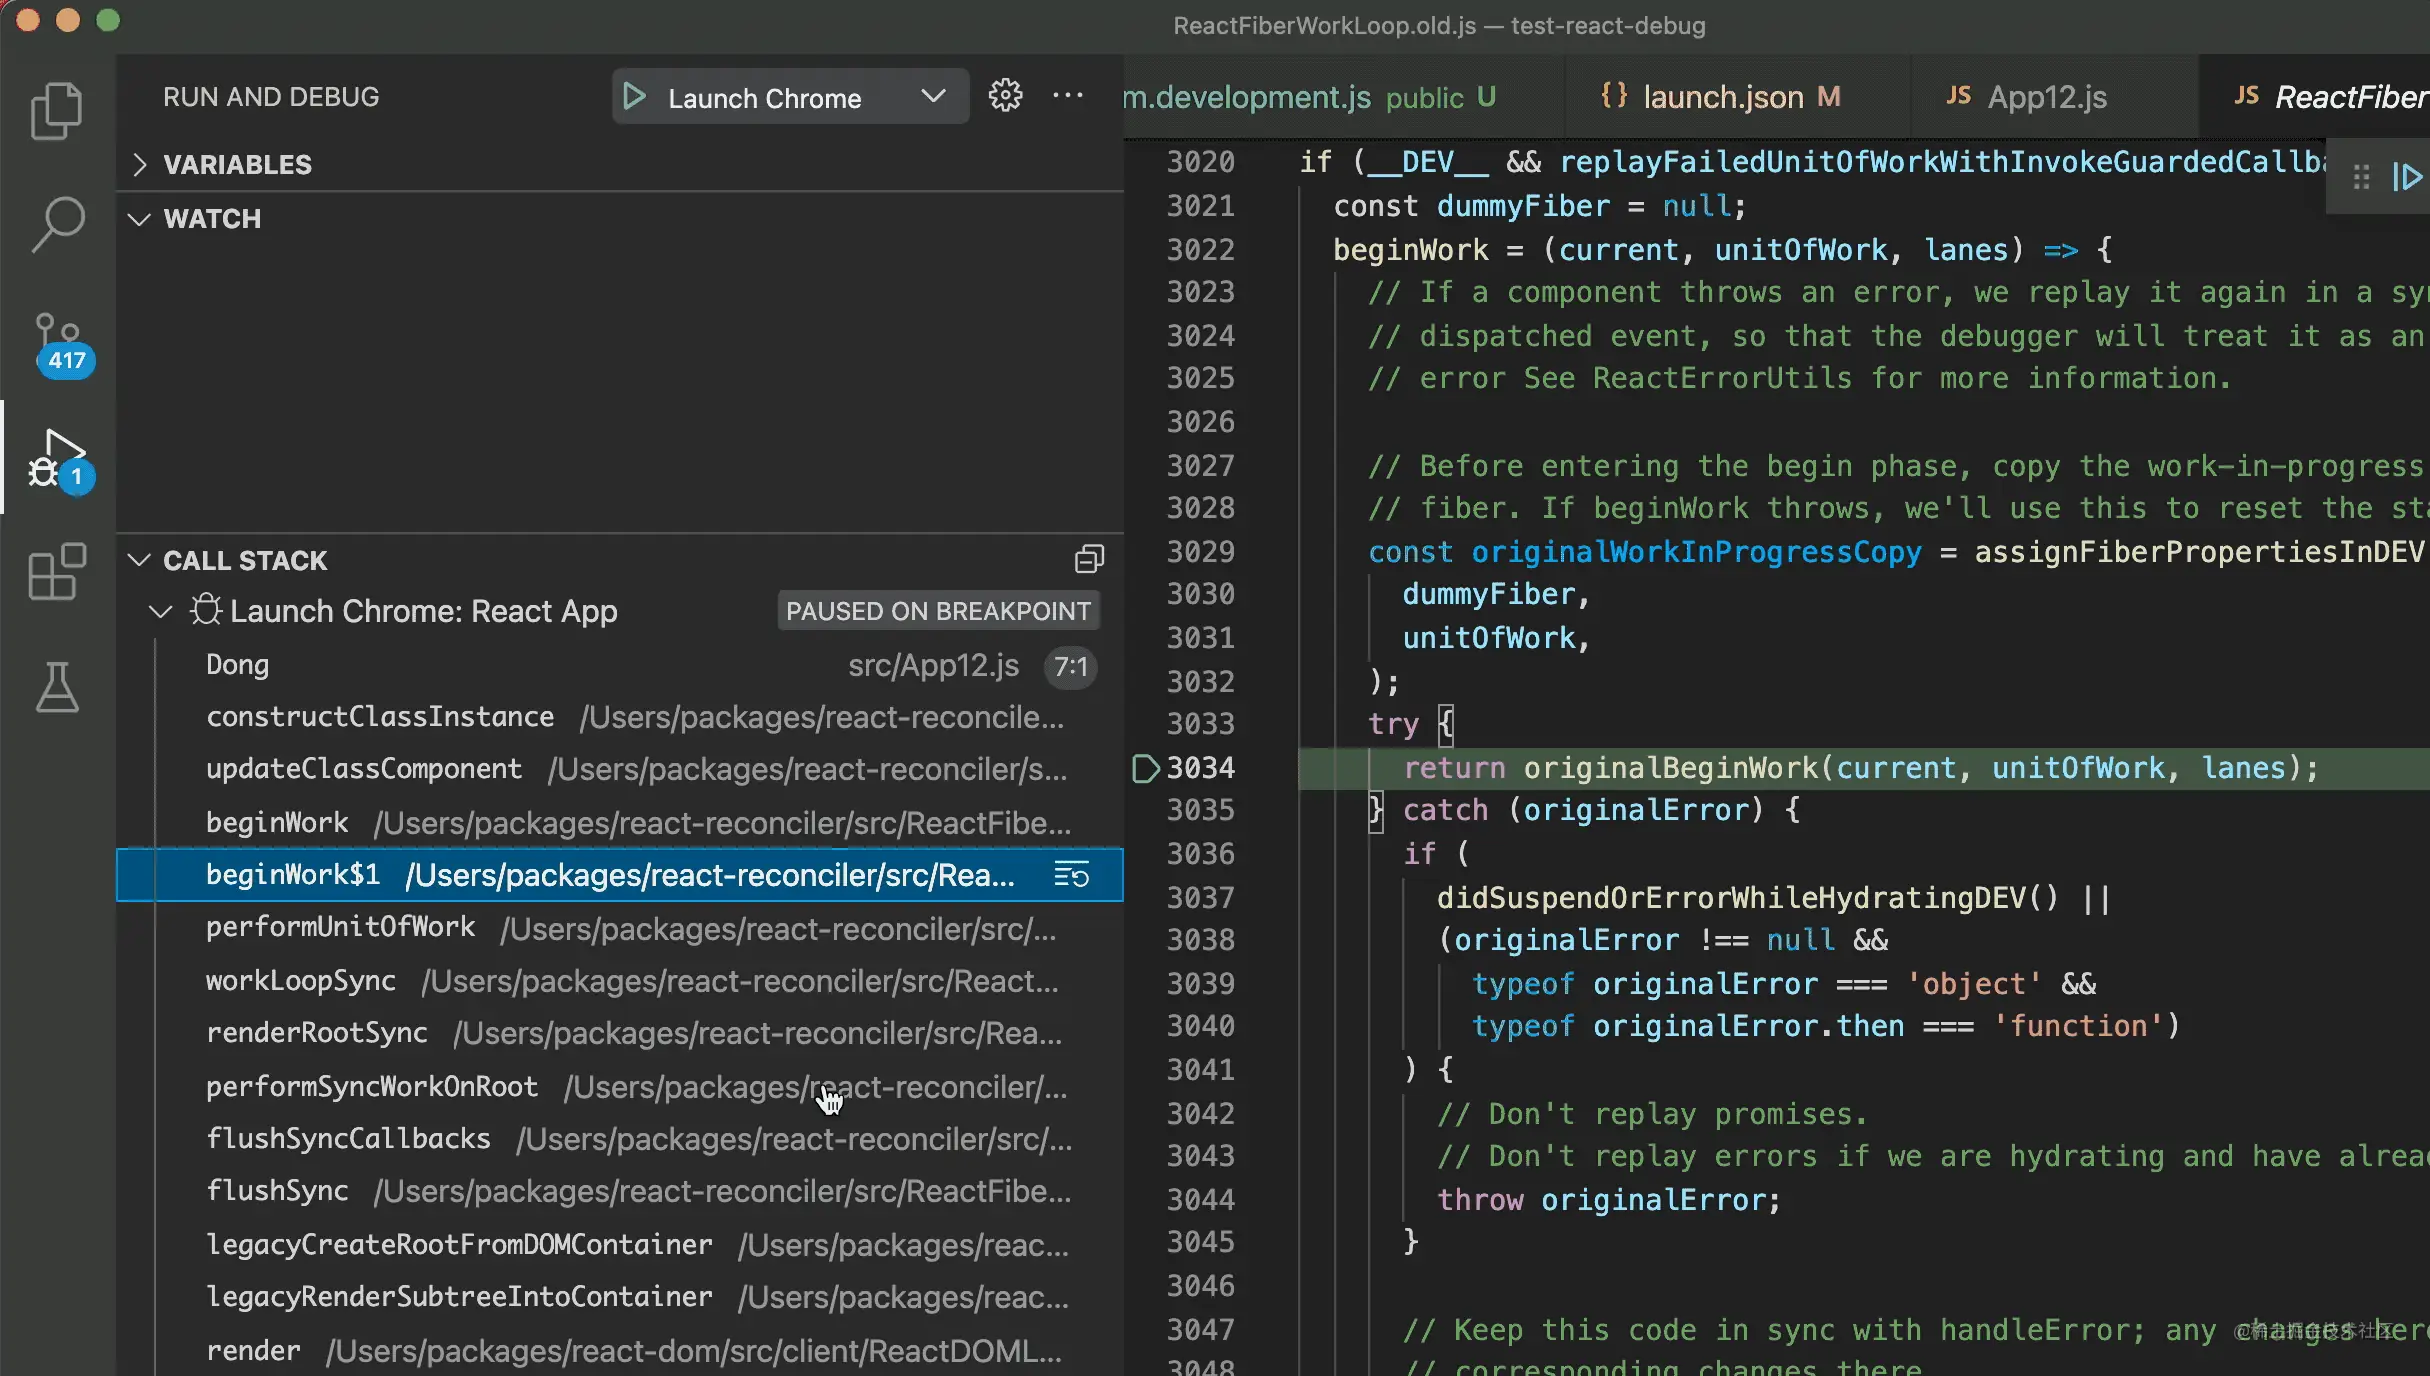 ReactFiberWorkLoop.old.js — test-react-debug
RUN AND DEBUG
Launch Chrome
VARIABLES
WATCH
417
1
CALL STACK
Launch Chrome: React App PAUSED ON BREAKPOINT
Dong src/App12.js 7:1
constructClassInstance /Users/packages/react-reconcile...
updateClassComponent /Users/packages/react-reconciler/s...
beginWork /Users/packages/react-reconciler/src/ReactFibe...
beginWork$1 /Users/packages/react-reconciler/src/Rea...
performUnitOfWork /Users/packages/react-reconciler/src/...
workLoopSync /Users/packages/react-reconciler/src/React...
renderRootSync /Users/packages/react-reconciler/src/Rea...
performSyncWorkOnRoot /Users/packages/react-reconciler/...
flushSyncCallbacks /Users/packages/react-reconciler/src/...
flushSync /Users/packages/react-reconciler/src/ReactFibe...
legacyCreateRootFromDOMContainer /Users/packages/reac...
legacyRenderSubtreeIntoContainer /Users/packages/reac...
render /Users/packages/react-dom/src/client/ReactDOML...
m.development.js public U
{} launch.json M
JS App12.js
JS ReactFiber
3020 if (__DEV__ && replayFailedUnitOfWorkWithInvokeGuardedCallba
3021 const dummyFiber = null;
3022 beginWork = (current, unitOfWork, lanes) => {
3023 // If a component throws an error, we replay it again in a sy
3024 // dispatched event, so that the debugger will treat it as an
3025 // error See ReactErrorUtils for more information.
3026
3027 // Before entering the begin phase, copy the work-in-progress
3028 // fiber. If beginWork throws, we'll use this to reset the sta
3029 const originalWorkInProgressCopy = assignFiberPropertiesInDEV
3030 dummyFiber,
3031 unitOfWork,
3032 );
3033 try {
3034 return originalBeginWork(current, unitOfWork, lanes);
3035 } catch (originalError) {
3036 if (
3037 didSuspendOrErrorWhileHydratingDEV() ||
3038 (originalError !== null &&
3039 typeof originalError === 'object' &&
3040 typeof originalError.then === 'function')
3041 ) {
3042 // Don't replay promises.
3043 // Don't replay errors if we are hydrating and have alrea
3044 throw originalError;
3045 }
3046
3047 // Keep this code in sync with handleError; any changes here
3048 // corresponding changes there
@稀土掘金技术社区